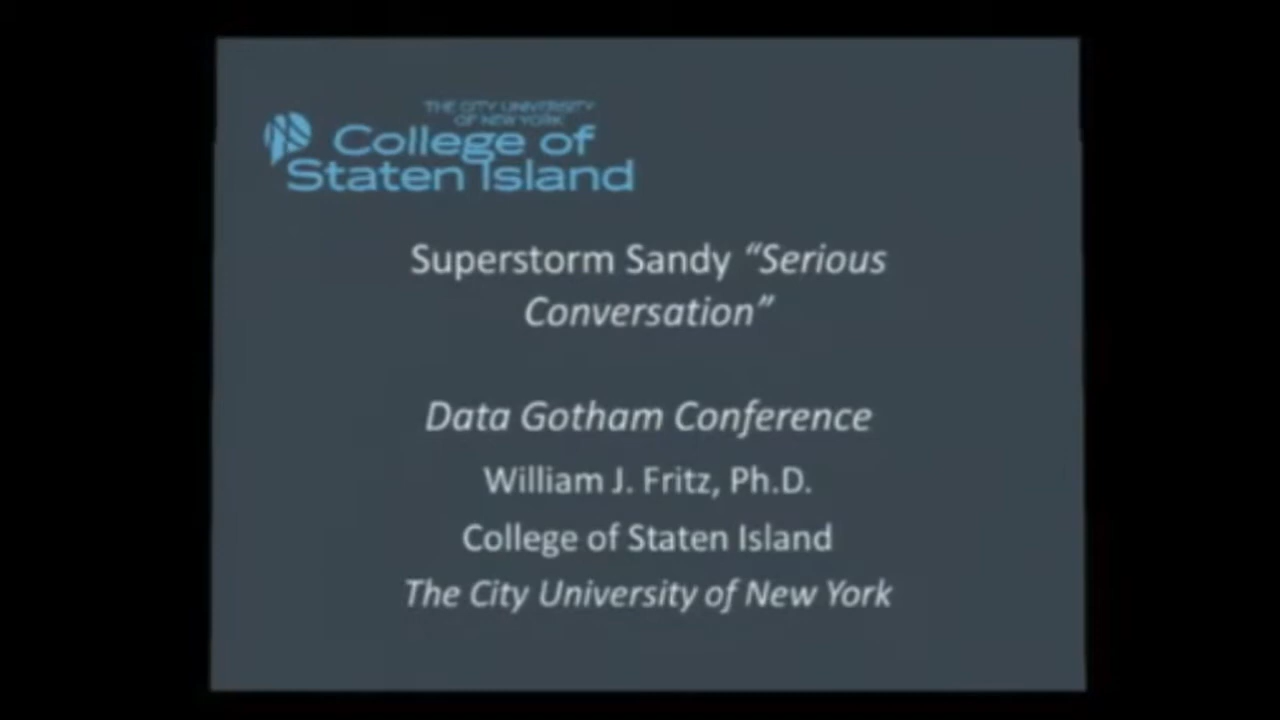 THE CITY UNIVERSITY
OF NEW YORK
College of
Staten Island
Superstorm Sandy “Serious
Conversation”
Data Gotham Conference
William J. Fritz, Ph.D.
College of Staten Island
The City University of New York